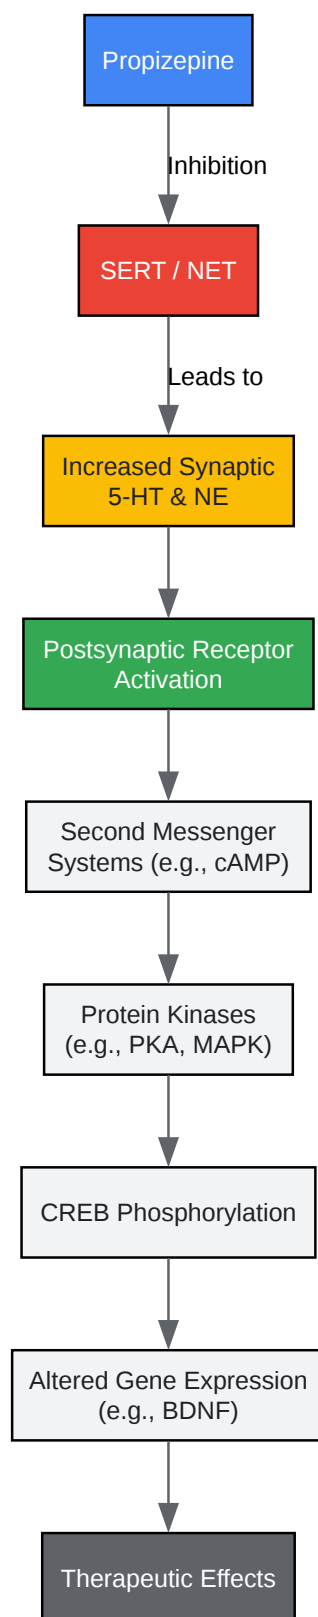 Propizepine
Inhibition
SERT / NET
Leads to
Increased Synaptic
5-HT & NE
Postsynaptic Receptor
Activation
Second Messenger
Systems (e.g., cAMP)
Protein Kinases
(e.g., PKA, MAPK)
CREB Phosphorylation
Altered Gene Expression
(e.g., BDNF)
Therapeutic Effects